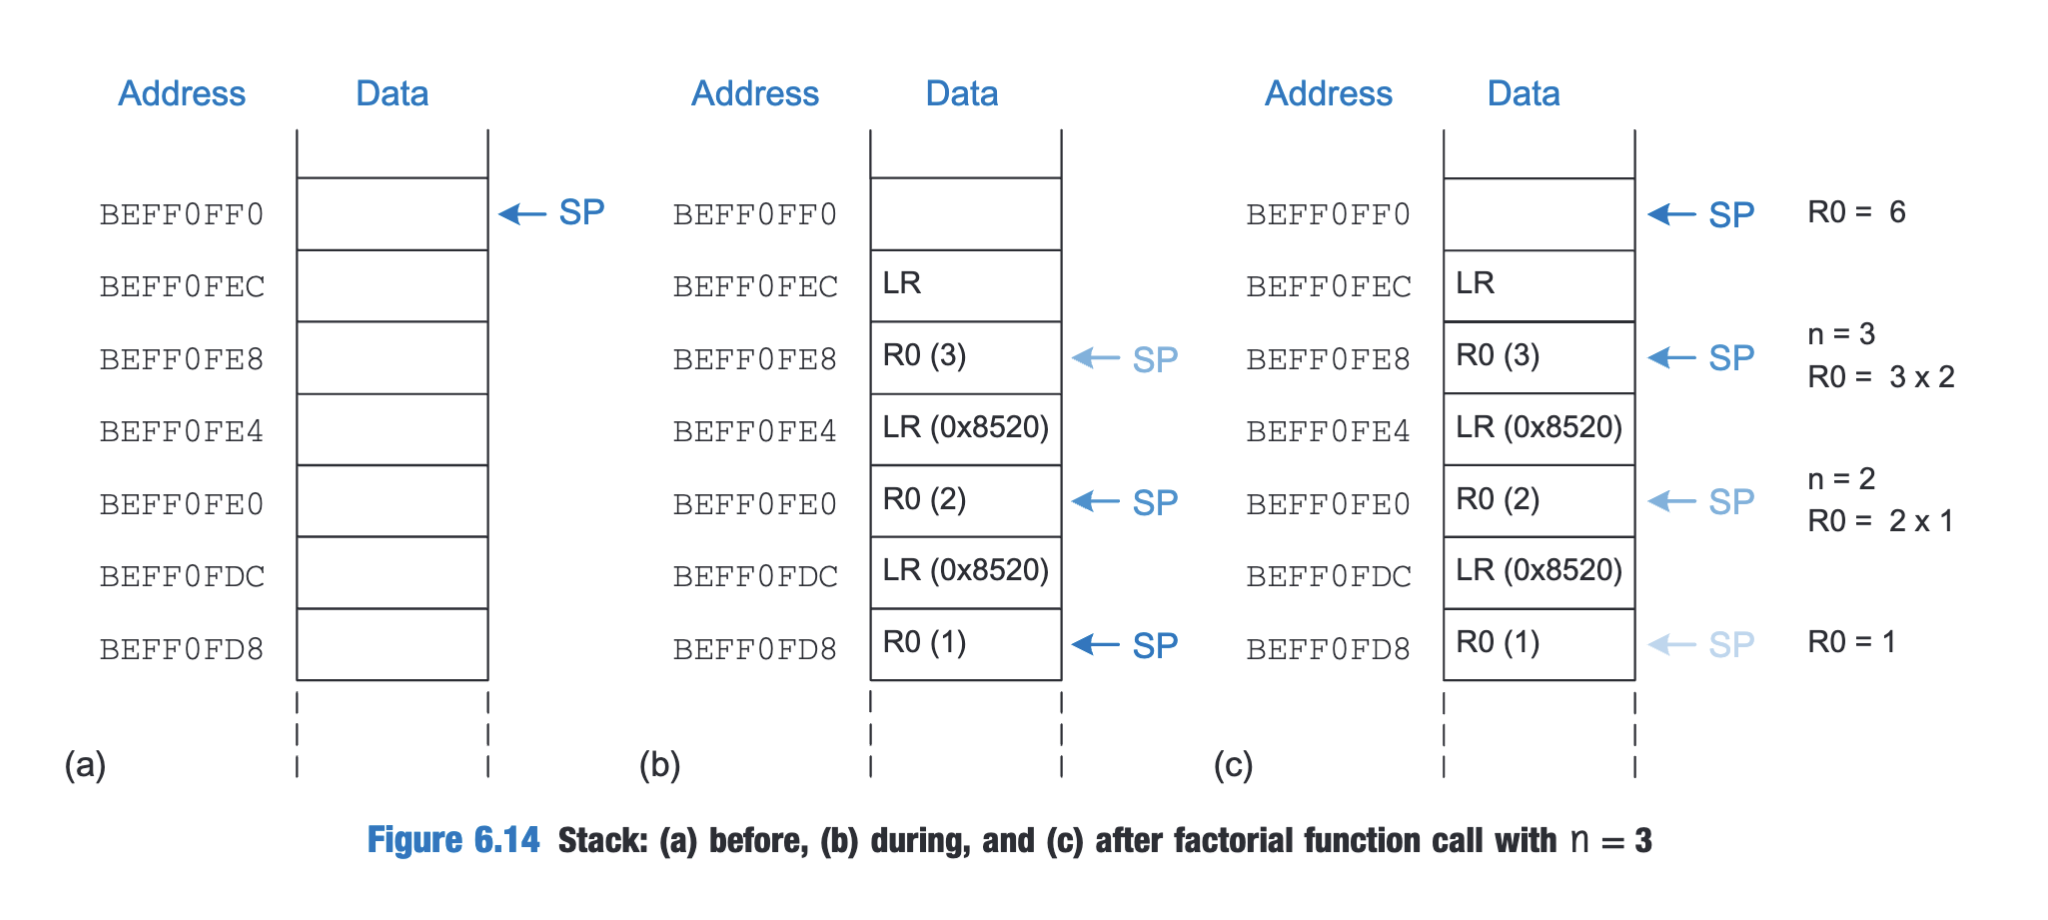 Address Data Address Data Address Data
BEFF0FF0 SP BEFF0FF0 BEFF0FF0 SP R0 = 6
BEFF0FEC BEFF0FEC LR BEFF0FEC LR
BEFF0FE8 BEFF0FE8 R0 (3) SP BEFF0FE8 R0 (3) SP n = 3
R0 = 3 x 2
BEFF0FE4 BEFF0FE4 LR (0x8520) BEFF0FE4 LR (0x8520)
BEFF0FE0 BEFF0FE0 R0 (2) SP BEFF0FE0 R0 (2) SP n = 2
R0 = 2 x 1
BEFF0FDC BEFF0FDC LR (0x8520) BEFF0FDC LR (0x8520)
BEFF0FD8 BEFF0FD8 R0 (1) SP BEFF0FD8 R0 (1) SP R0 = 1
(a) (b) (c)
Figure 6.14 Stack: (a) before, (b) during, and (c) after factorial function call with n = 3